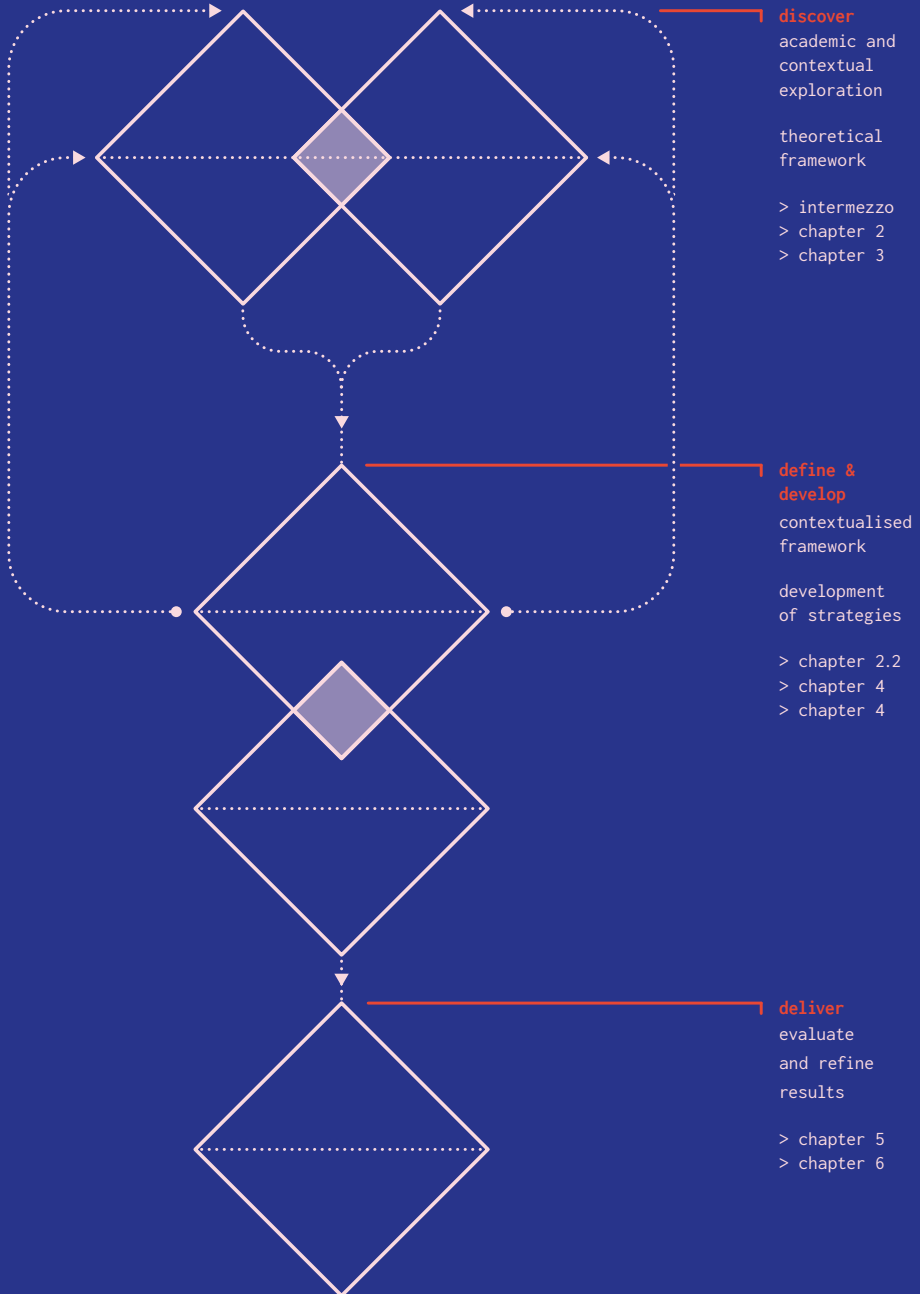 discover
academic and
contextual
exploration
theoretical
framework
> intermezzo
> chapter 2
> chapter 3
define &
develop
contextualised
framework
development
of strategies
> chapter 2.2
> chapter 4
> chapter 4
deliver
evaluate
and refine
results
> chapter 5
> chapter 6